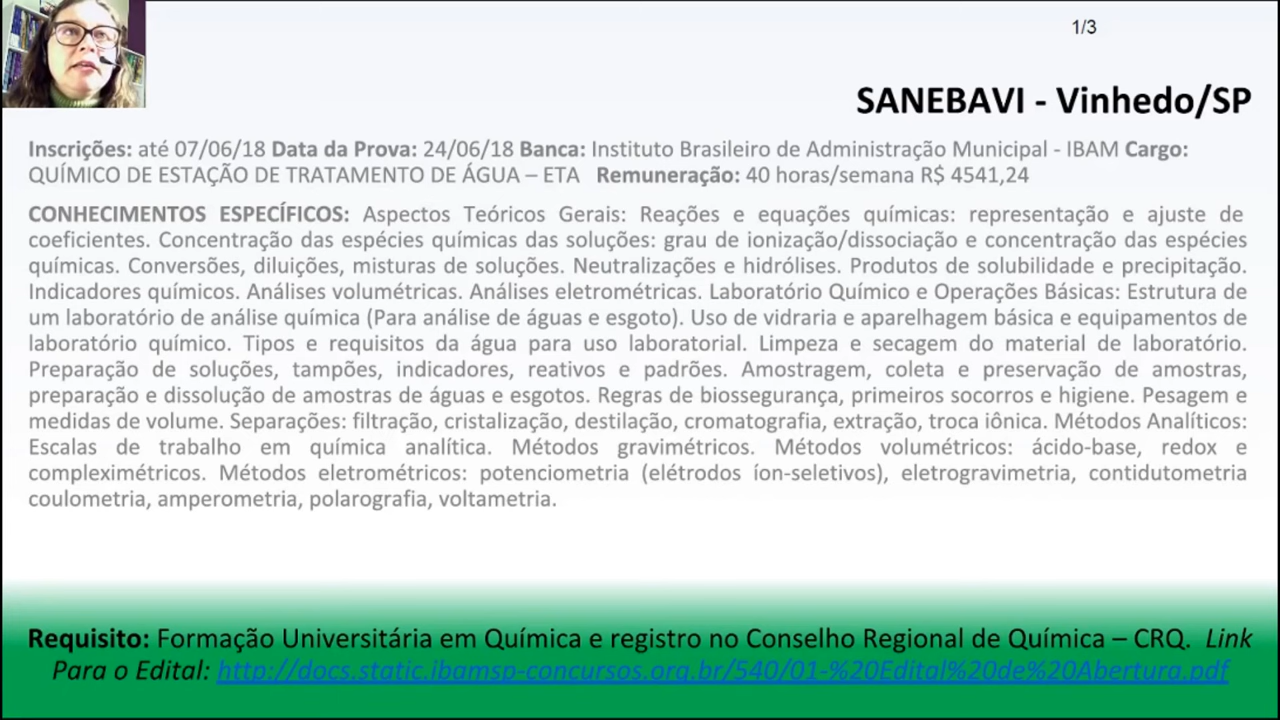 1/3
SANEBAVI - Vinhedo/SP
Inscrições: até 07/06/18 Data da Prova: 24/06/18 Banca: Instituto Brasileiro de Administração Municipal - IBAM Cargo:
QUÍMICO DE ESTAÇÃO DE TRATAMENTO DE ÁGUA – ETA Remuneração: 40 horas/semana R$ 4541,24
CONHECIMENTOS ESPECÍFICOS: Aspectos Teóricos Gerais: Reações e equações químicas: representação e ajuste de
coeficientes. Concentração das espécies químicas das soluções: grau de ionização/dissociação e concentração das espécies
químicas. Conversões, diluições, misturas de soluções. Neutralizações e hidrólises. Produtos de solubilidade e precipitação.
Indicadores químicos. Análises volumétricas. Análises eletrométricas. Laboratório Químico e Operações Básicas: Estrutura de
um laboratório de análise química (Para análise de águas e esgoto). Uso de vidraria e aparelhagem básica e equipamentos de
laboratório químico. Tipos e requisitos da água para uso laboratorial. Limpeza e secagem do material de laboratório.
Preparação de soluções, tampões, indicadores, reativos e padrões. Amostragem, coleta e preservação de amostras,
preparação e dissolução de amostras de águas e esgotos. Regras de biossegurança, primeiros socorros e higiene. Pesagem e
medidas de volume. Separações: filtração, cristalização, destilação, cromatografia, extração, troca iônica. Métodos Analíticos:
Escalas de trabalho em química analítica. Métodos gravimétricos. Métodos volumétricos: ácido-base, redox e
compleximétricos. Métodos eletrométricos: potenciometria (elétrodos íon-seletivos), eletrogravimetria, contidutometria
coulometria, amperometria, polarografia, voltametria.
Requisito: Formação Universitária em Química e registro no Conselho Regional de Química – CRQ. Link
Para o Edital: http://docs.static.ibamsp-concursos.org.br/540/01-%20Edital%20de%20Abertura.pdf